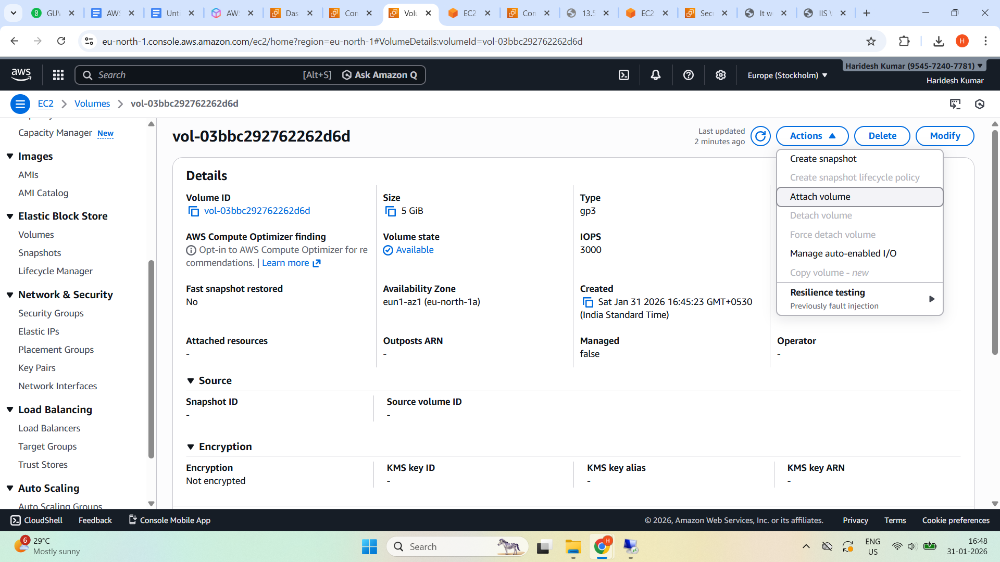 GUV
AWS
Unti
AW
Das
Con
Volu
EC2
Con
13.5
EC2
Sec
It w
IIS V
eu-north-1.console.aws.amazon.com/ec2/home?region=eu-north-1#VolumeDetails:volumeId=vol-03bbc292762262d6d
H
aws
Search
[Alt+S]
Ask Amazon Q
Europe (Stockholm)
Haridesh Kumar (9545-7240-7781)
Haridesh Kumar
EC2
Volumes
vol-03bbc292762262d6d
Capacity Manager New
Images
AMIs
AMI Catalog
Elastic Block Store
Volumes
Snapshots
Lifecycle Manager
Network & Security
Security Groups
Elastic IPs
Placement Groups
Key Pairs
Network Interfaces
Load Balancing
Load Balancers
Target Groups
Trust Stores
Auto Scaling
Auto Scaling Groups
vol-03bbc292762262d6d
Last updated
2 minutes ago
Actions
Delete
Modify
Create snapshot
Create snapshot lifecycle policy
Attach volume
Detach volume
Force detach volume
Manage auto-enabled I/O
Copy volume - new
Resilience testing
Previously fault injection
Details
Volume ID
vol-03bbc292762262d6d
Size
5 GiB
Type
gp3
AWS Compute Optimizer finding
Opt-in to AWS Compute Optimizer for re
commendations. | Learn more
Volume state
Available
IOPS
3000
Fast snapshot restored
No
Availability Zone
eun1-az1 (eu-north-1a)
Created
Sat Jan 31 2026 16:45:23 GMT+0530
(India Standard Time)
Attached resources
-
Outposts ARN
-
Managed
false
Operator
-
Source
Snapshot ID
-
Source volume ID
-
Encryption
Encryption
Not encrypted
KMS key ID
-
KMS key alias
-
KMS key ARN
-
CloudShell
Feedback
Console Mobile App
© 2026, Amazon Web Services, Inc. or its affiliates.
Privacy
Terms
Cookie preferences
6
29°C
Mostly sunny
Search
H
ENG
US
16:48
31-01-2026